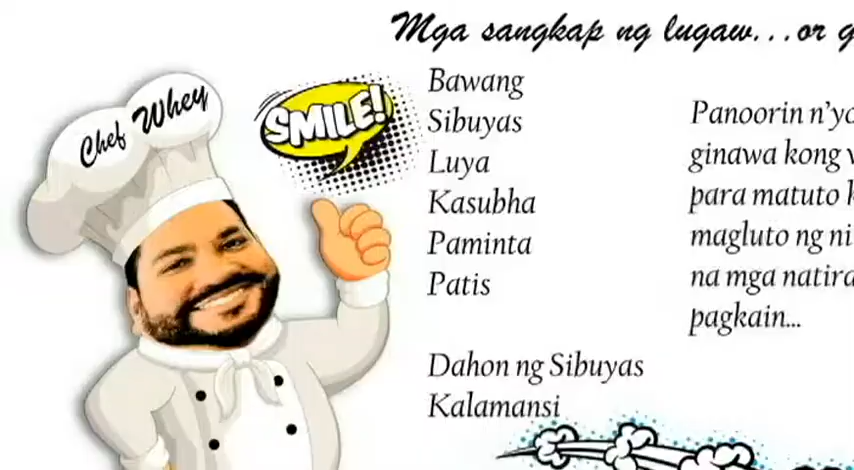 Mga sangkap ng lugaw...or g
Chef Whey
SMILE!
Bawang
Sibuyas
Luya
Kasubha
Paminta
Patis
Dahon ng Sibuyas
Kalamansi
Panoorin n'yo
ginawa kong v
para matuto k
magluto ng ni
na mga natira
pagkain...